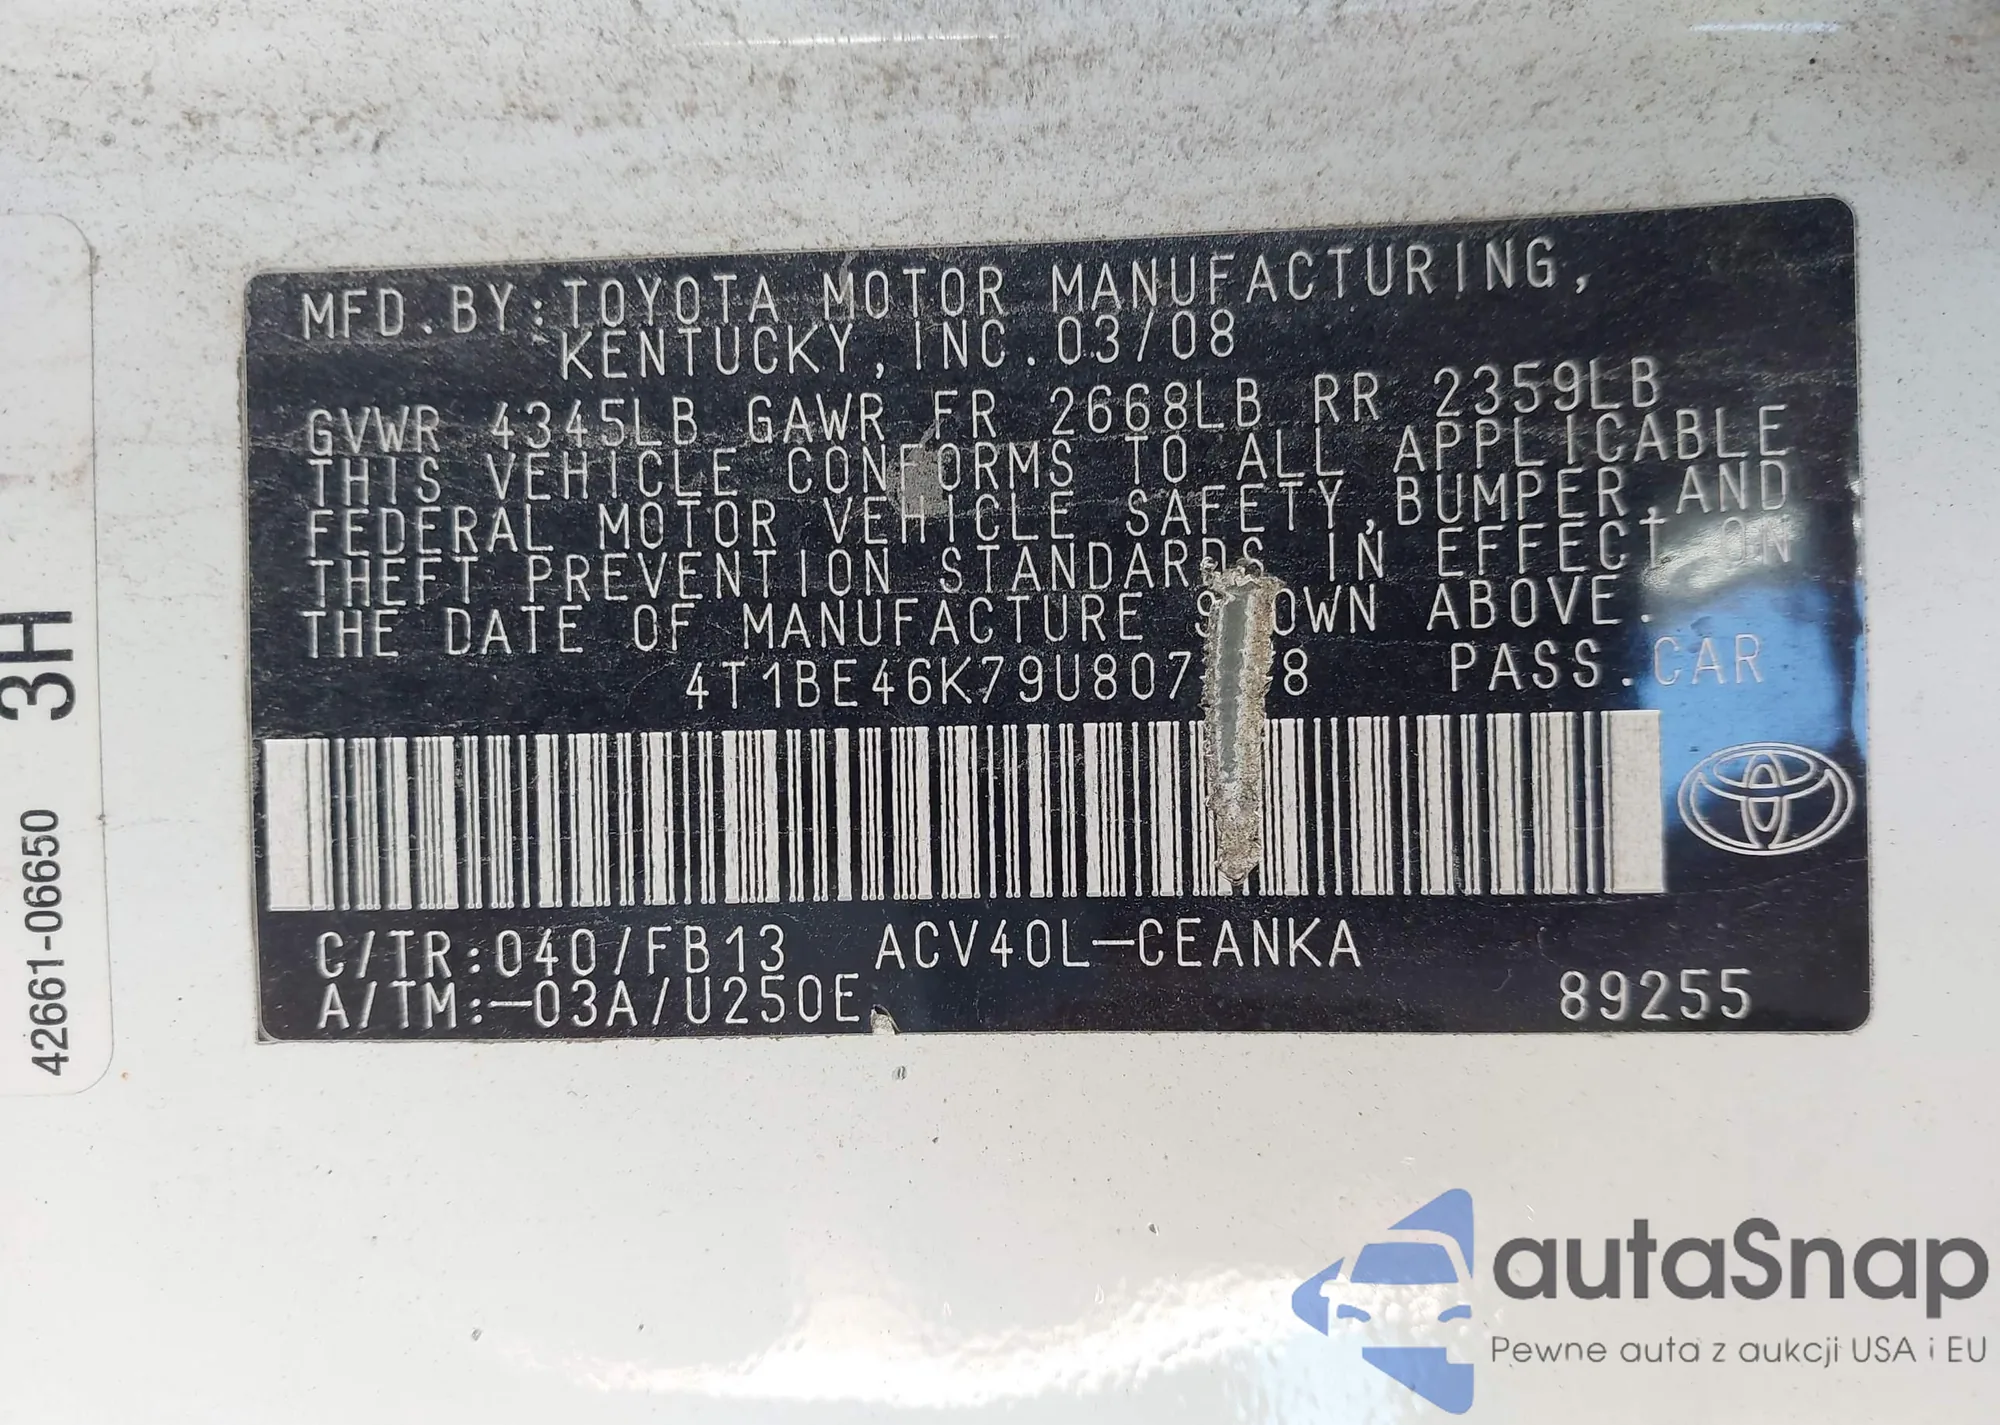 MFD.BY:TOYOTA MOTOR MANUFACTURING,
KENTUCKY,INC.03/08
GVWR 4345LB GAWR FR 2668LB RR 2359LB
THIS VEHICLE CONFORMS TO ALL APPLICABLE
FEDERAL MOTOR VEHICLE SAFETY,BUMPER,AND
THEFT PREVENTION STANDARDS IN EFFECT ON
THE DATE OF MANUFACTURE SHOWN ABOVE.
PASS.CAR
C/TR:040/FB13 ACV40L-CEANKA
A/TM:-03A/U250E
89255
3H
42661-06650
autaSnap
Pewne auta z aukcji USA i EU